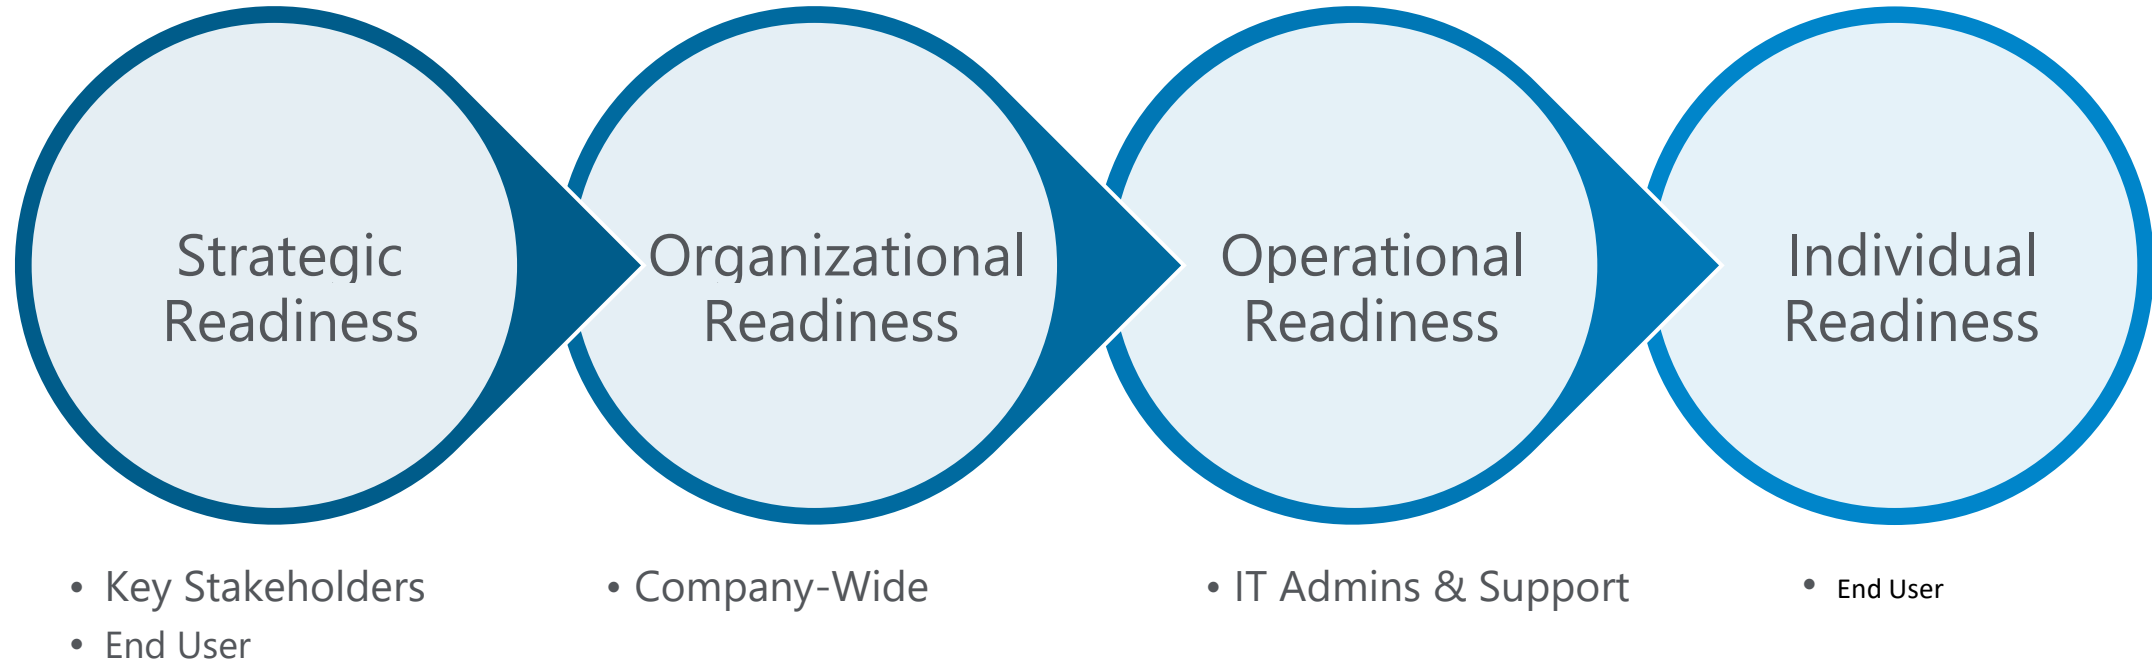 Strategic
Readiness
Organizational
Readiness
Operational
Readiness
Individual
Readiness
• Key Stakeholders
• End User
• Company-Wide
• IT Admins & Support
• End User